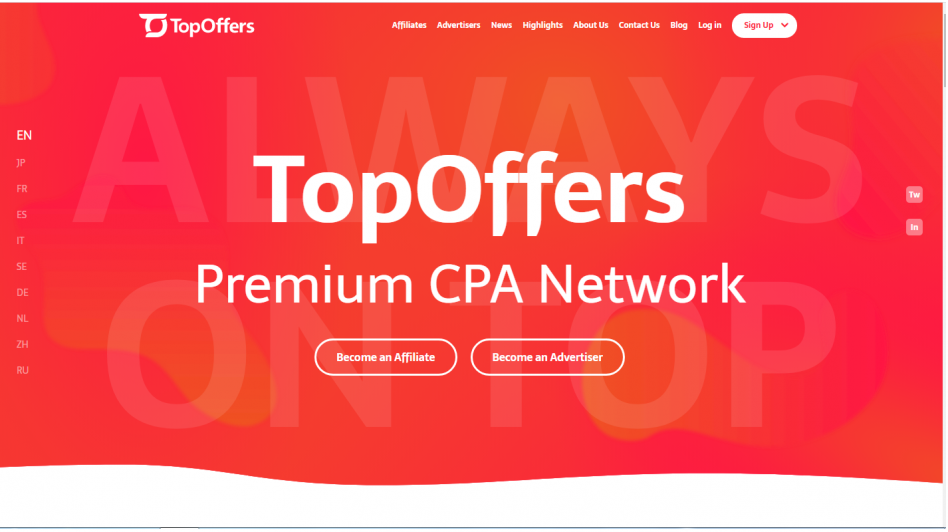 TopOffers
Affiliates Advertisers News Highlights About Us Contact Us Blog Log in Sign Up
ALWAYS
EN
JP
FR
ES
IT
SE
DE
NL
ZH
RU
TopOffers
Premium CPA Network
ON TOP
Become an Affiliate Become an Advertiser
Tw
In